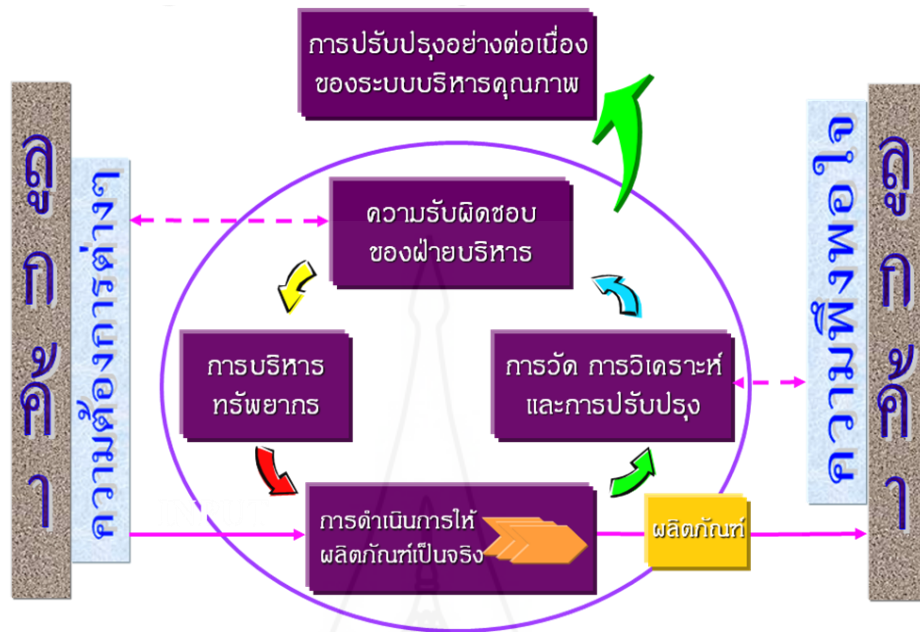 การปรับปรุงอย่างต่อเนื่อง
ของระบบบริหารคุณภาพ
ลูกค้า
ความต้องการต่างๆ
ความรับผิดชอบ
ของฝ่ายบริหาร
การบริหาร
ทรัพยากร
การวัด การวิเคราะห์
และการปรับปรุง
การดำเนินการให้
ผลิตภัณฑ์เป็นจริง
ผลิตภัณฑ์
ความพึงพอใจ
ลูกค้า